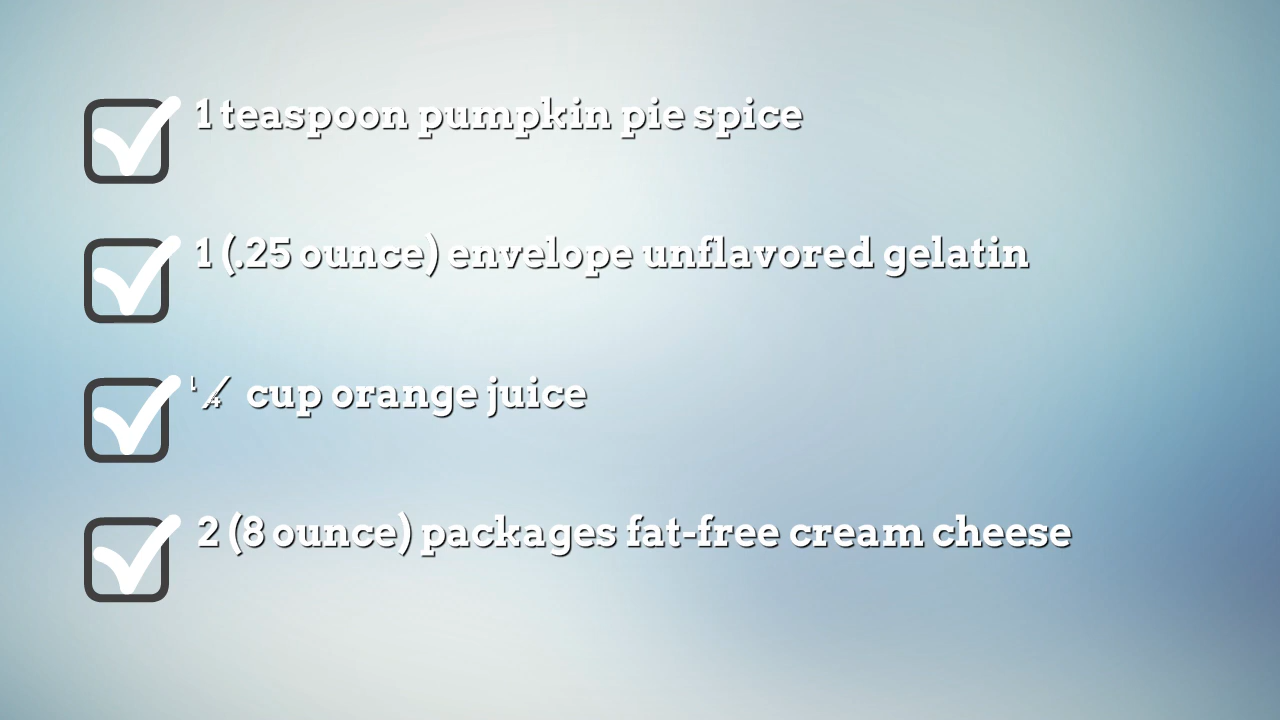 1 teaspoon pumpkin pie spice
1 (.25 ounce) envelope unflavored gelatin
¼ cup orange juice
2 (8 ounce) packages fat-free cream cheese